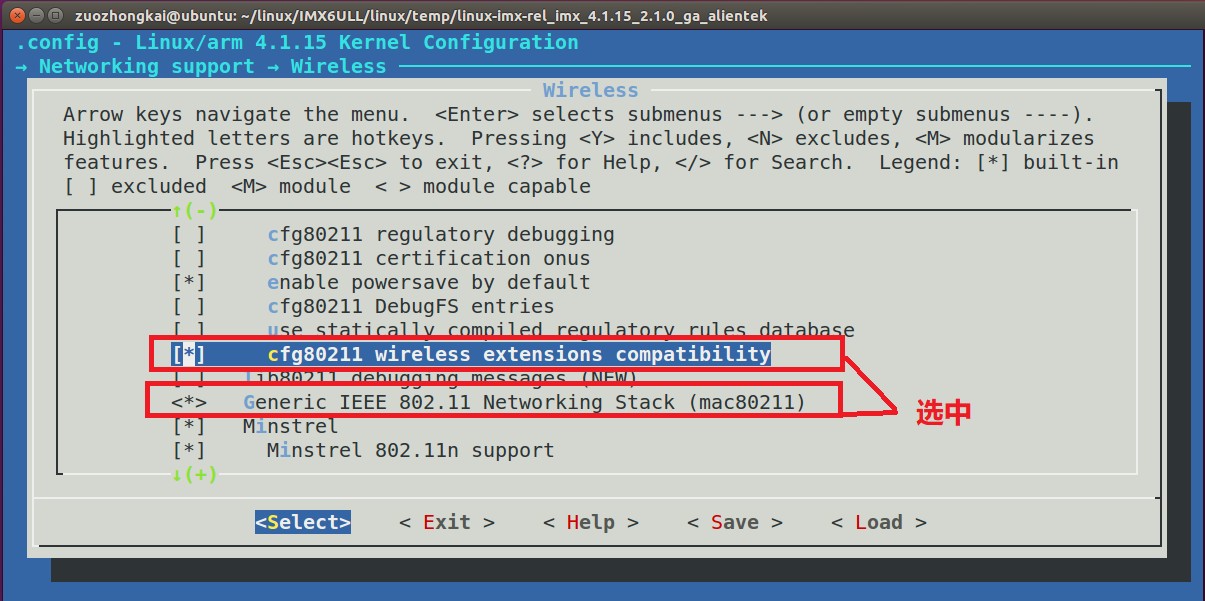 zuozhongkai@ubuntu: ~/linux/IMX6ULL/linux/temp/linux-imx-rel_imx_4.1.15_2.1.0_ga_alientek
.config - Linux/arm 4.1.15 Kernel Configuration
→ Networking support → Wireless
Wireless
Arrow keys navigate the menu.  <Enter> selects submenus ---> (or empty submenus ----).
Highlighted letters are hotkeys.  Pressing <Y> includes, <N> excludes, <M> modularizes
features.  Press <Esc><Esc> to exit, <?> for Help, </> for Search.  Legend: [*] built-in
[ ] excluded  <M> module  < > module capable
↑(-)
[ ]     cfg80211 regulatory debugging
[ ]     cfg80211 certification onus
[*]     enable powersave by default
[ ]     cfg80211 DebugFS entries
[ ]     use statically compiled regulatory rules database
[*]     cfg80211 wireless extensions compatibility
[ ]   lib80211 debugging messages (NEW)
<*>   Generic IEEE 802.11 Networking Stack (mac80211)
选中
[*]   Minstrel
[*]     Minstrel 802.11n support
↓(+)
<Select>    < Exit >    < Help >    < Save >    < Load >